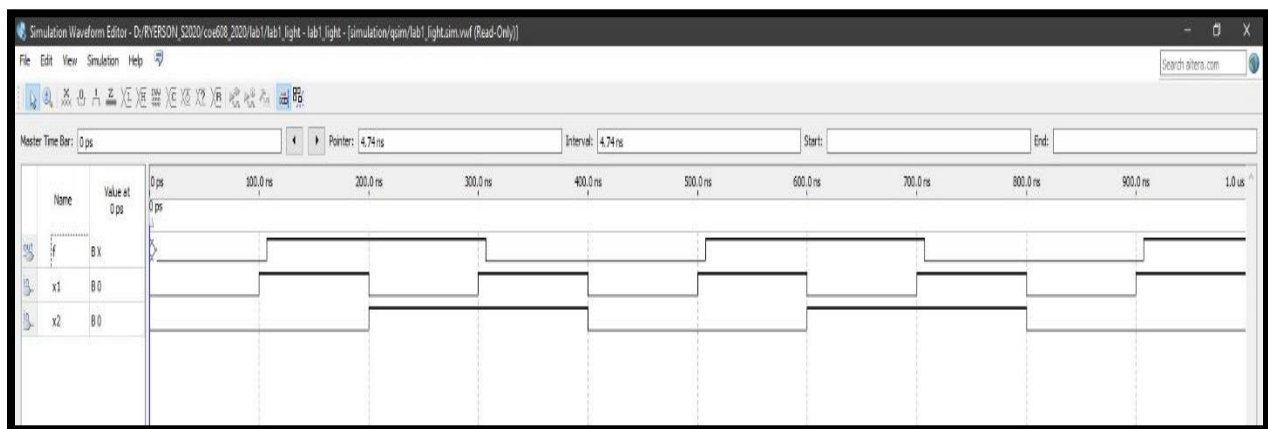 Simulation Waveform Editor - D:/RYERSON_S2020/coe608_2020/lab1/lab1_light - lab1_light - [simulation/qsim/lab1_light.sim.vwf (Read-Only)]
File Edit View Simulation Help
Search altera.com
Master Time Bar: 0 ps Pointer: 4.74 ns Interval: 4.74 ns Start: End:
Name Value at 0 ps
0 ps 100.0 ns 200.0 ns 300.0 ns 400.0 ns 500.0 ns 600.0 ns 700.0 ns 800.0 ns 900.0 ns 1.0 us
0 ps
f B X
x1 B 0
x2 B 0